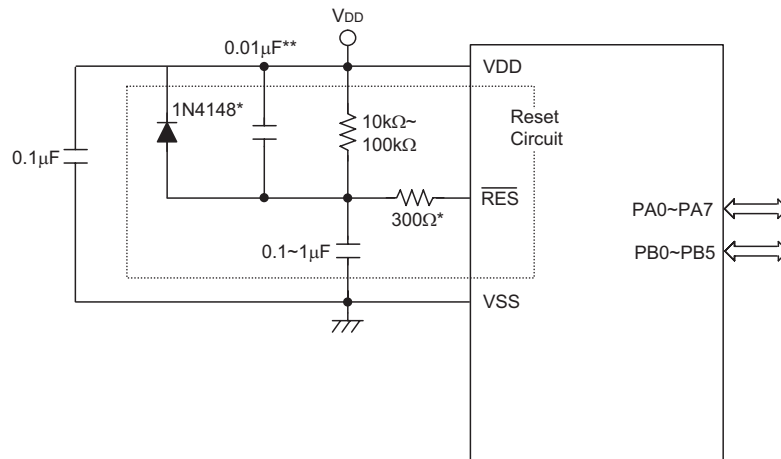 VDD
0.01μF**
VDD
1N4148*
10kΩ~
100kΩ
Reset
Circuit
0.1μF
RES
300Ω*
PA0~PA7
0.1~1μF
PB0~PB5
VSS